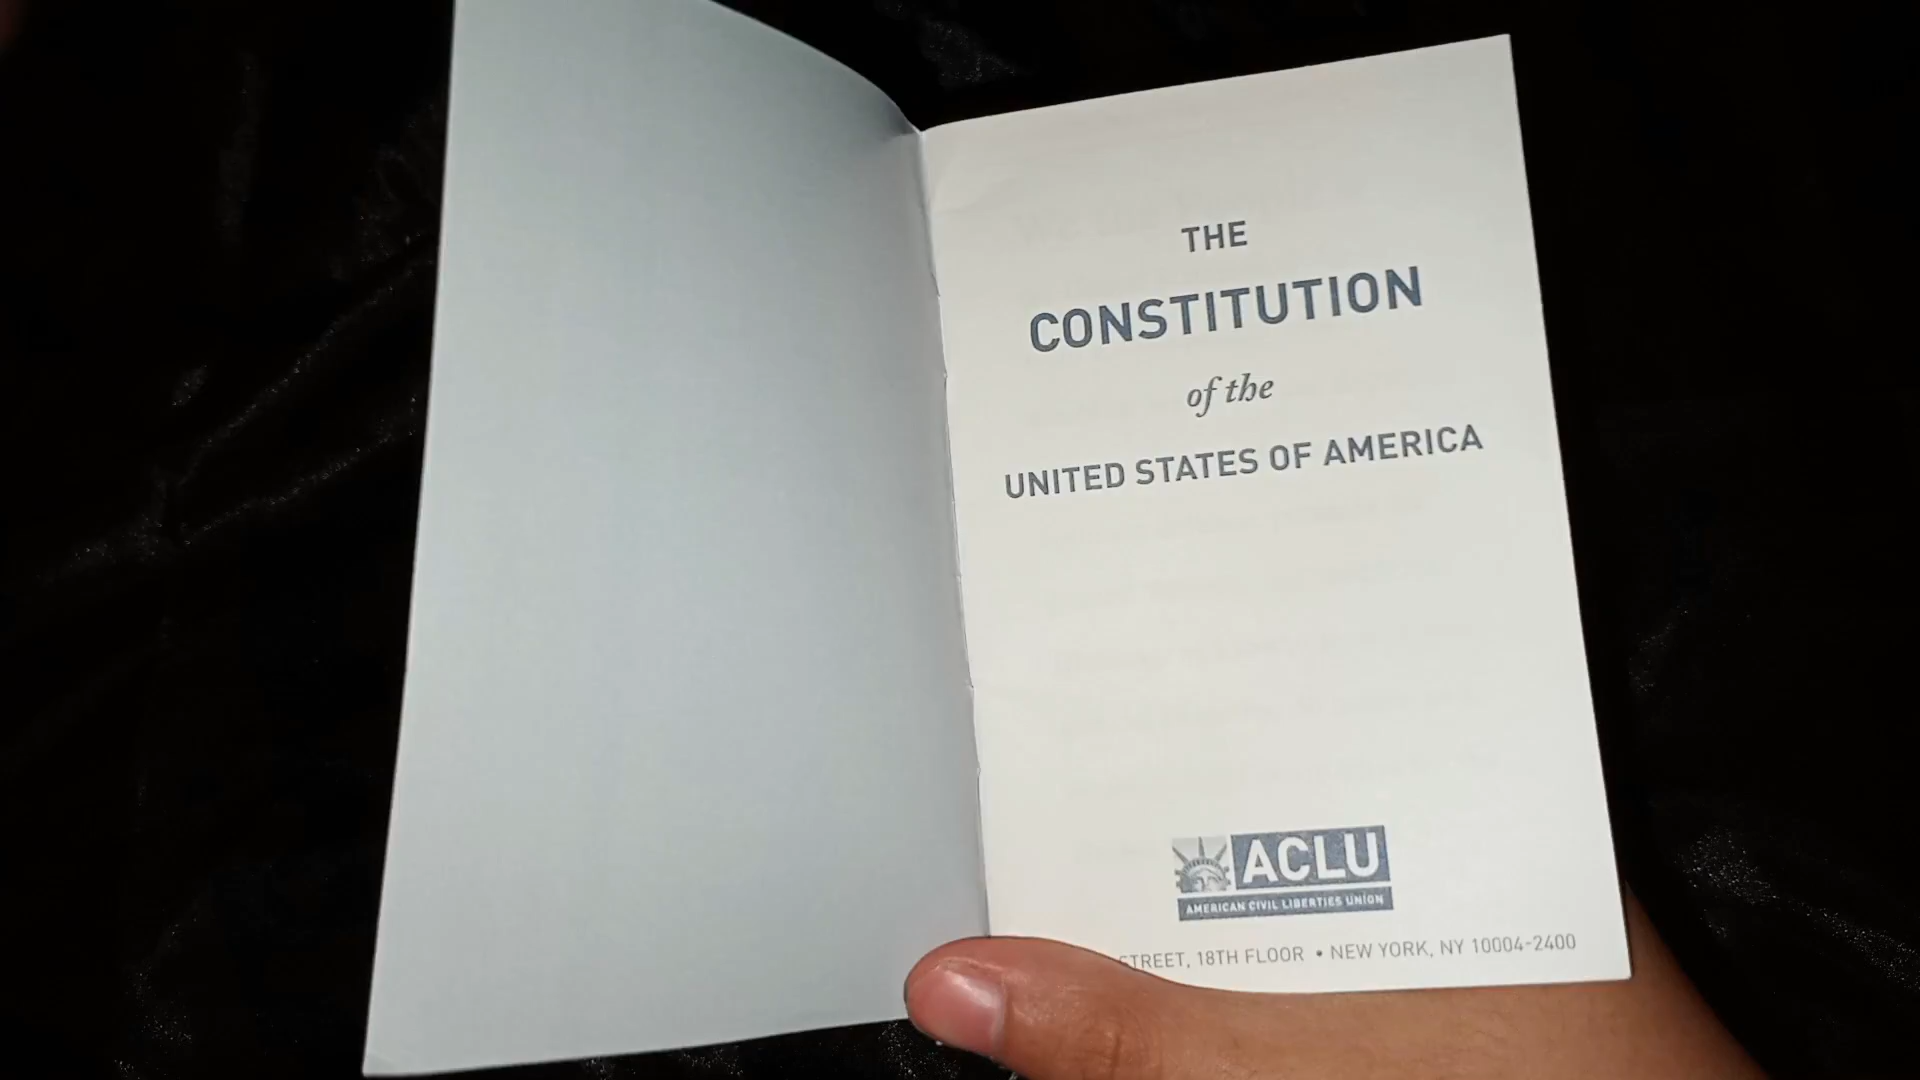 THE
CONSTITUTION
of the
UNITED STATES OF AMERICA
ACLU
AMERICAN CIVIL LIBERTIES UNION
STREET, 18TH FLOOR • NEW YORK, NY 10004-2400